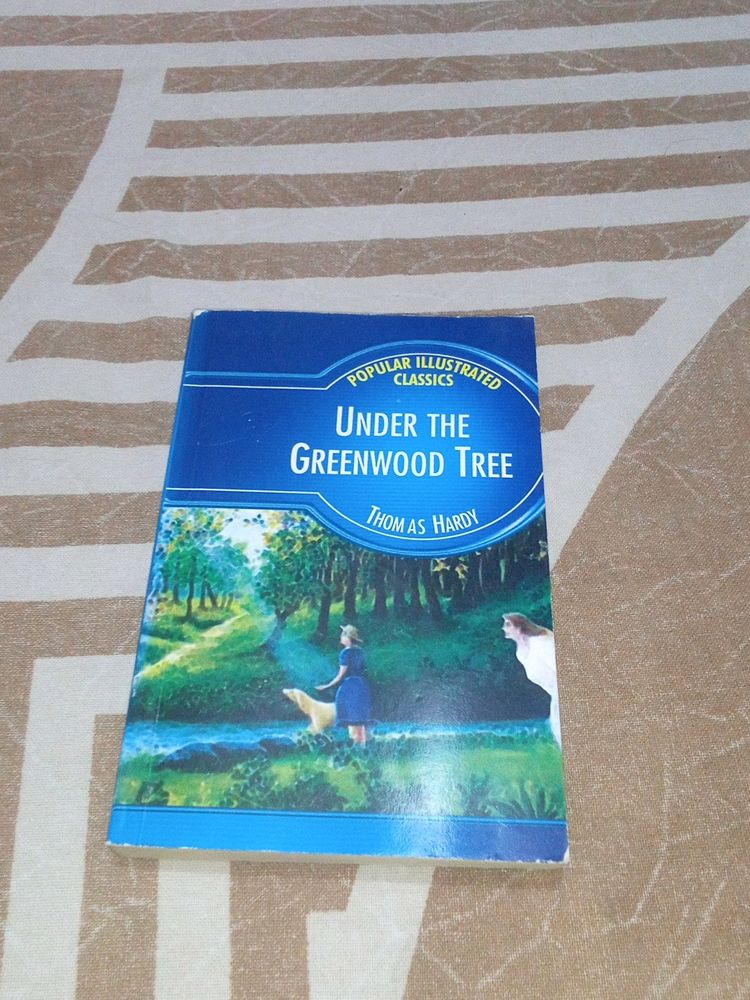 POPULAR ILLUSTRATED
CLASSICS
UNDER THE
GREENWOOD TREE
THOMAS HARDY